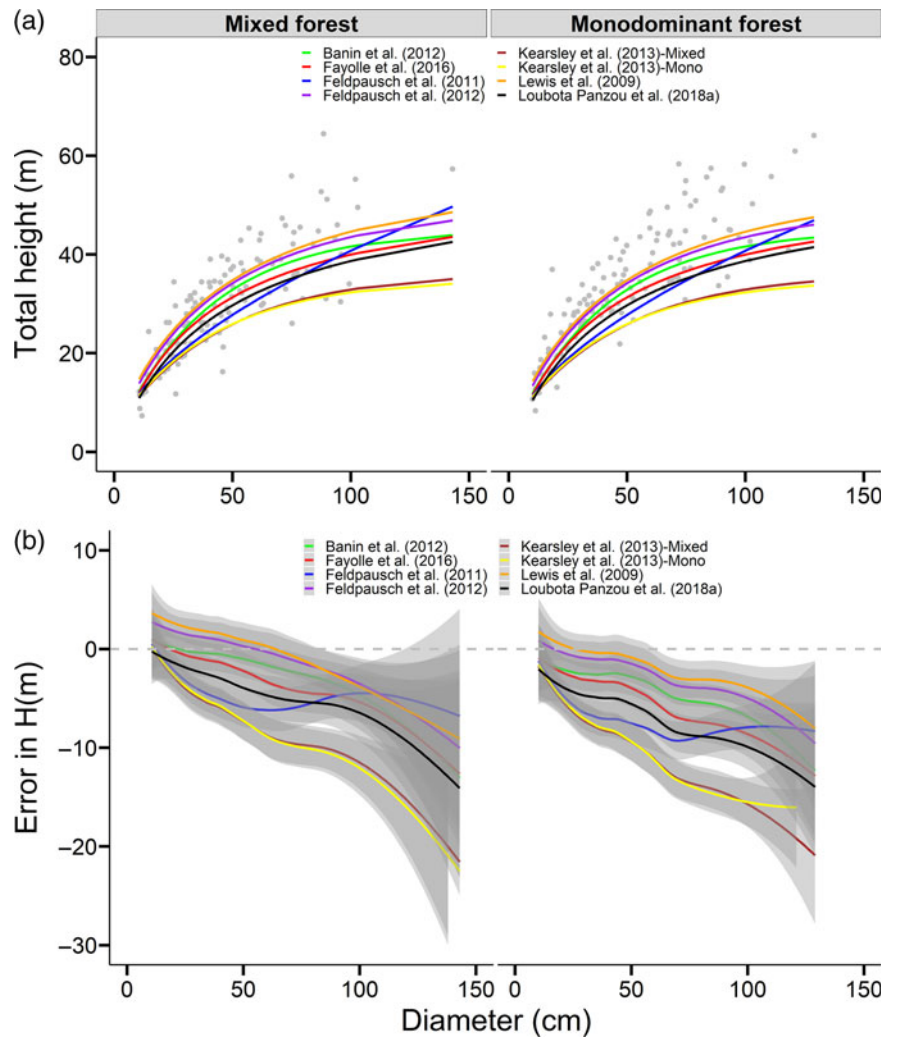 (a)
Mixed forest
Monodominant forest
Banin et al. (2012)
Fayolle et al. (2016)
Feldpausch et al. (2011)
Feldpausch et al. (2012)
Kearsley et al. (2013)-Mixed
Kearsley et al. (2013)-Mono
Lewis et al. (2009)
Loubota Panzou et al. (2018a)
Total height (m)
80
60
40
20
0
0 50 100 150
0 50 100 150
(b)
Banin et al. (2012)
Fayolle et al. (2016)
Feldpausch et al. (2011)
Feldpausch et al. (2012)
Kearsley et al. (2013)-Mixed
Kearsley et al. (2013)-Mono
Lewis et al. (2009)
Loubota Panzou et al. (2018a)
Error in H(m)
10
0
−10
−20
−30
0 50 100 150
0 50 100 150
Diameter (cm)